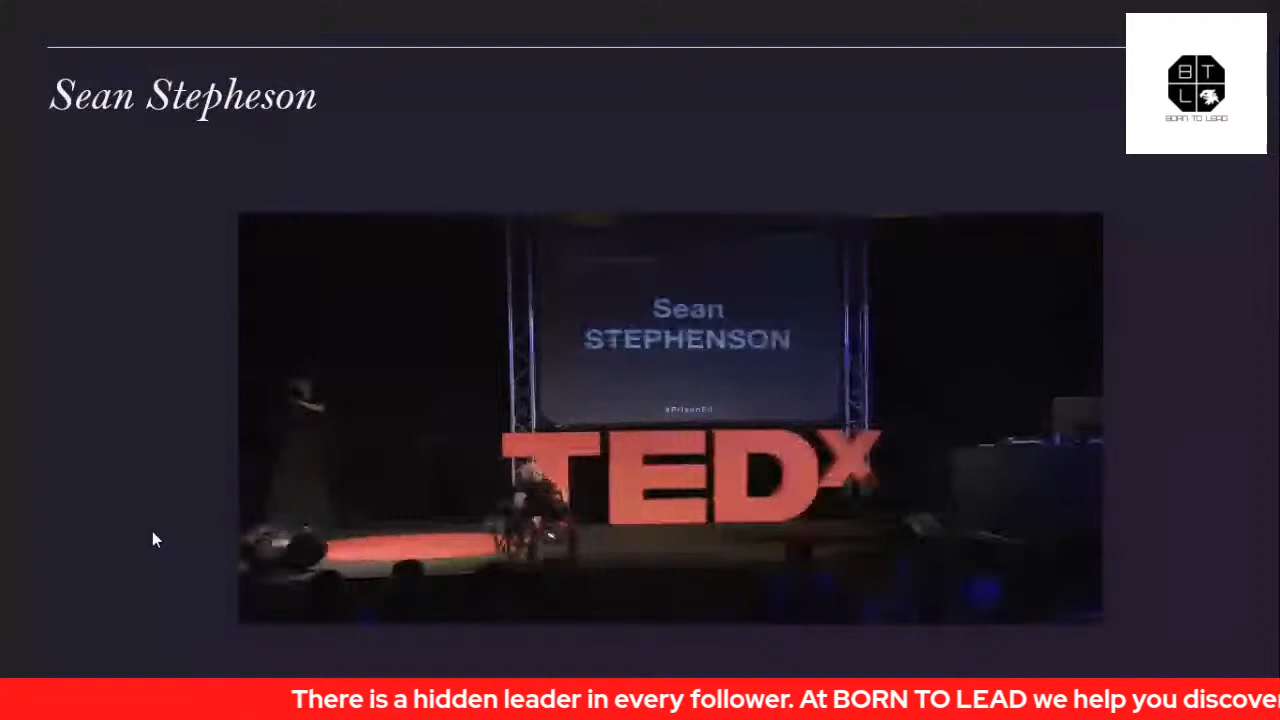 Sean Stepheson
B T
L
BORN TO LEAD
Sean
STEPHENSON
#PrisonEd
TEDx
There is a hidden leader in every follower. At BORN TO LEAD we help you discove